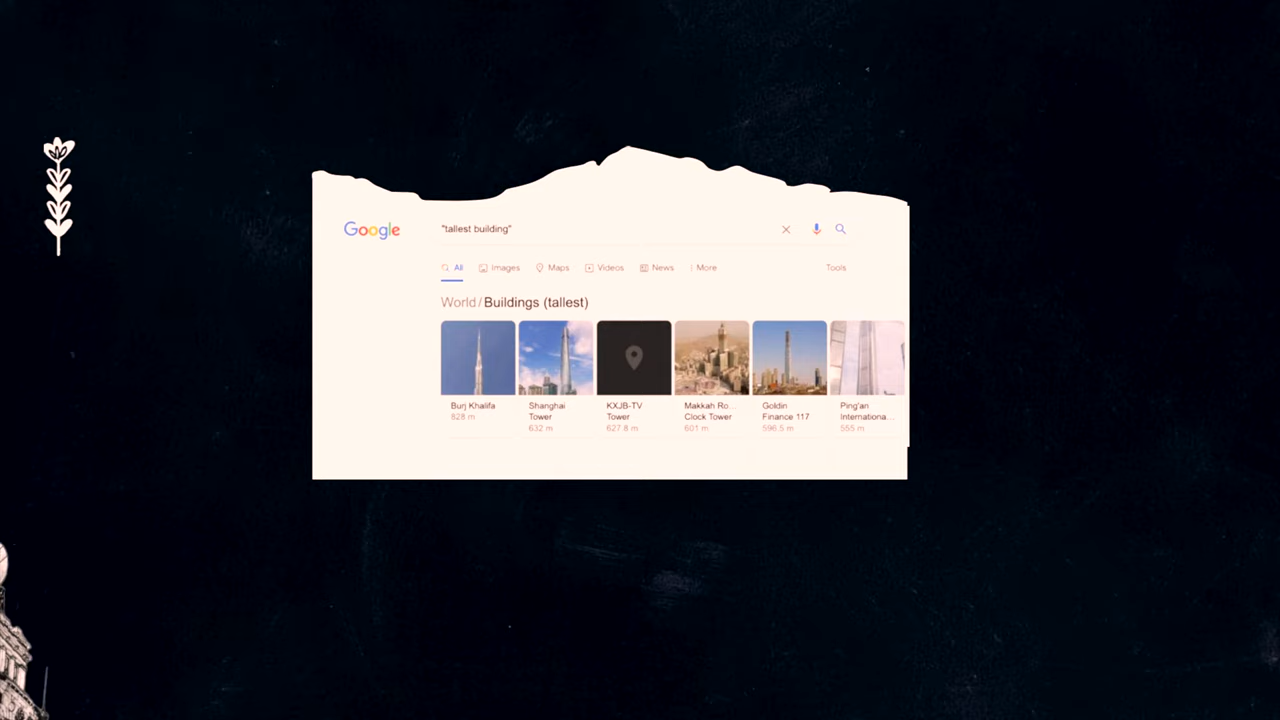 Google "tallest building"
All Images Maps Videos News More Tools
World/Buildings (tallest)
Burj Khalifa
828 m
Shanghai
Tower
632 m
KXJB-TV
Tower
627.8 m
Makkah Ro...
Clock Tower
601 m
Goldin
Finance 117
596.5 m
Ping'an
Internationa...
555 m